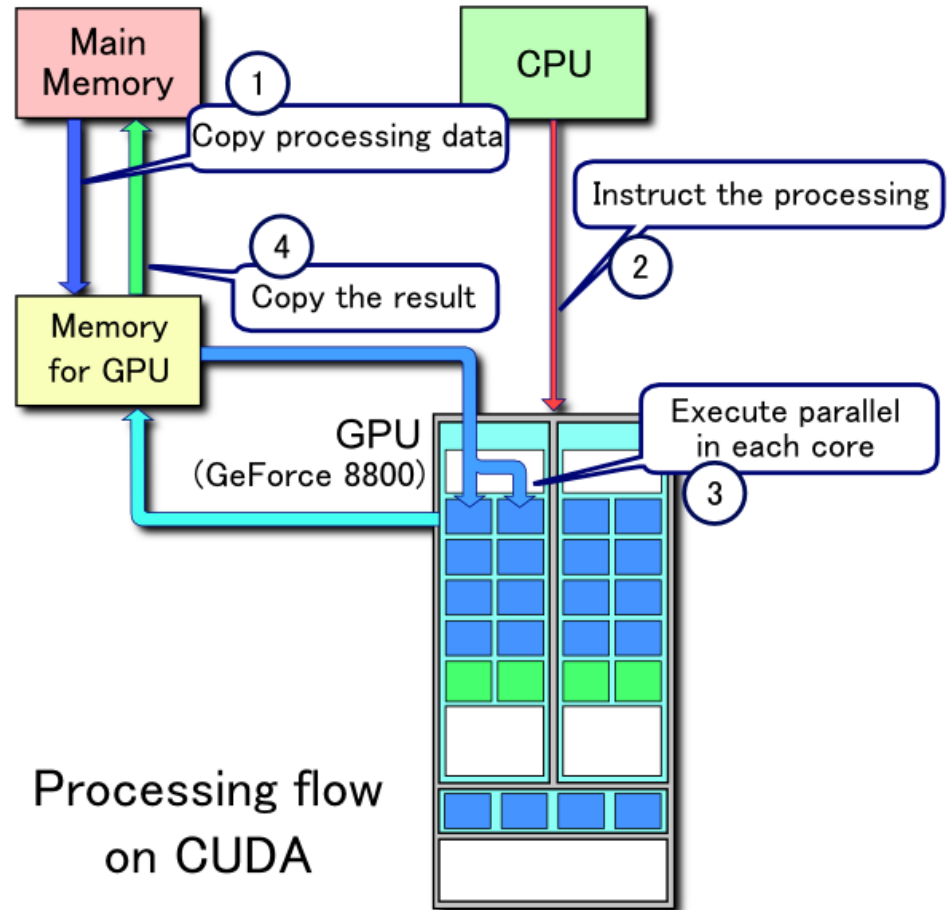 Main
Memory
CPU
1
Copy processing data
Instruct the processing
2
4
Copy the result
Memory
for GPU
GPU
(GeForce 8800)
Execute parallel
in each core
3
Processing flow
on CUDA